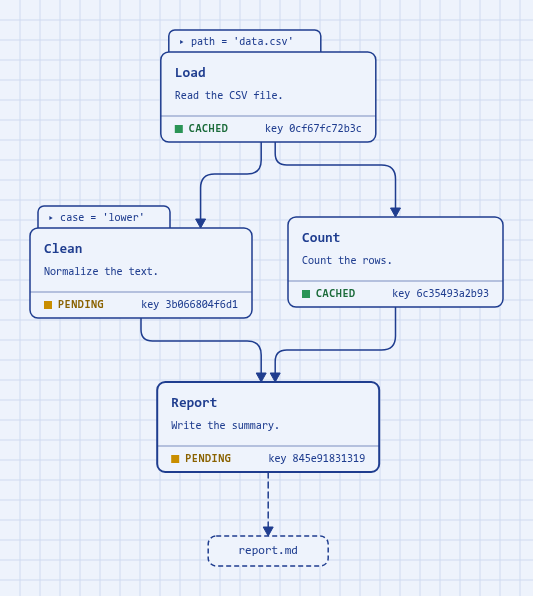 ▸ path = 'data.csv'
Load
Read the CSV file.
CACHED key 0cf67fc72b3c
▸ case = 'lower'
Clean
Normalize the text.
PENDING key 3b066804f6d1
Count
Count the rows.
CACHED key 6c35493a2b93
Report
Write the summary.
PENDING key 845e91831319
report.md